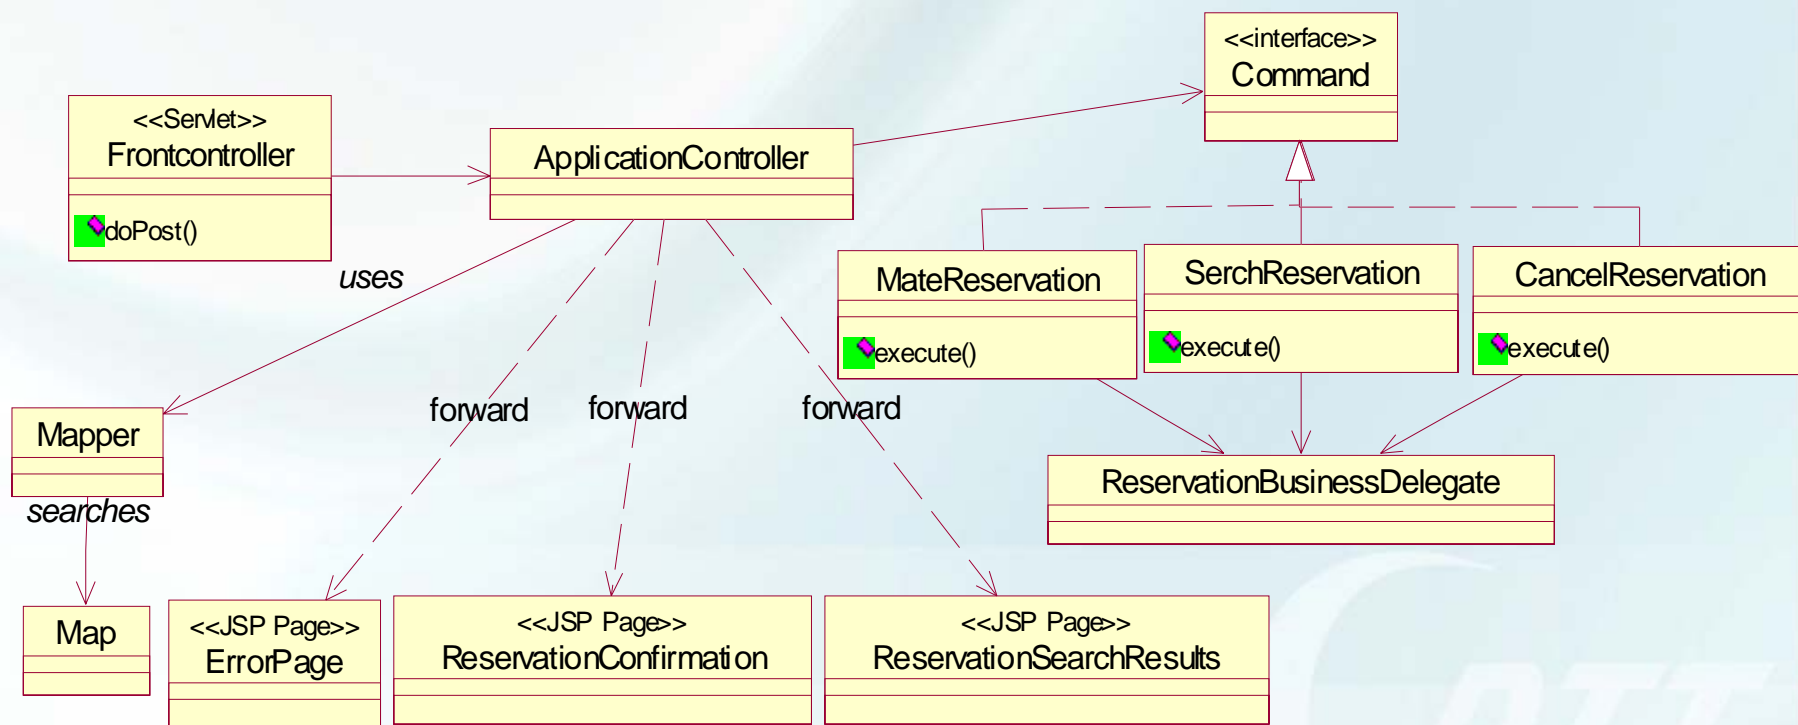 <<interface>>
Command
<<Servlet>>
Frontcontroller
doPost()
ApplicationController
MateReservation
execute()
SerchReservation
execute()
CancelReservation
execute()
uses
forward
forward
forward
Mapper
searches
ReservationBusinessDelegate
Map
<<JSP Page>>
ErrorPage
<<JSP Page>>
ReservationConfirmation
<<JSP Page>>
ReservationSearchResults